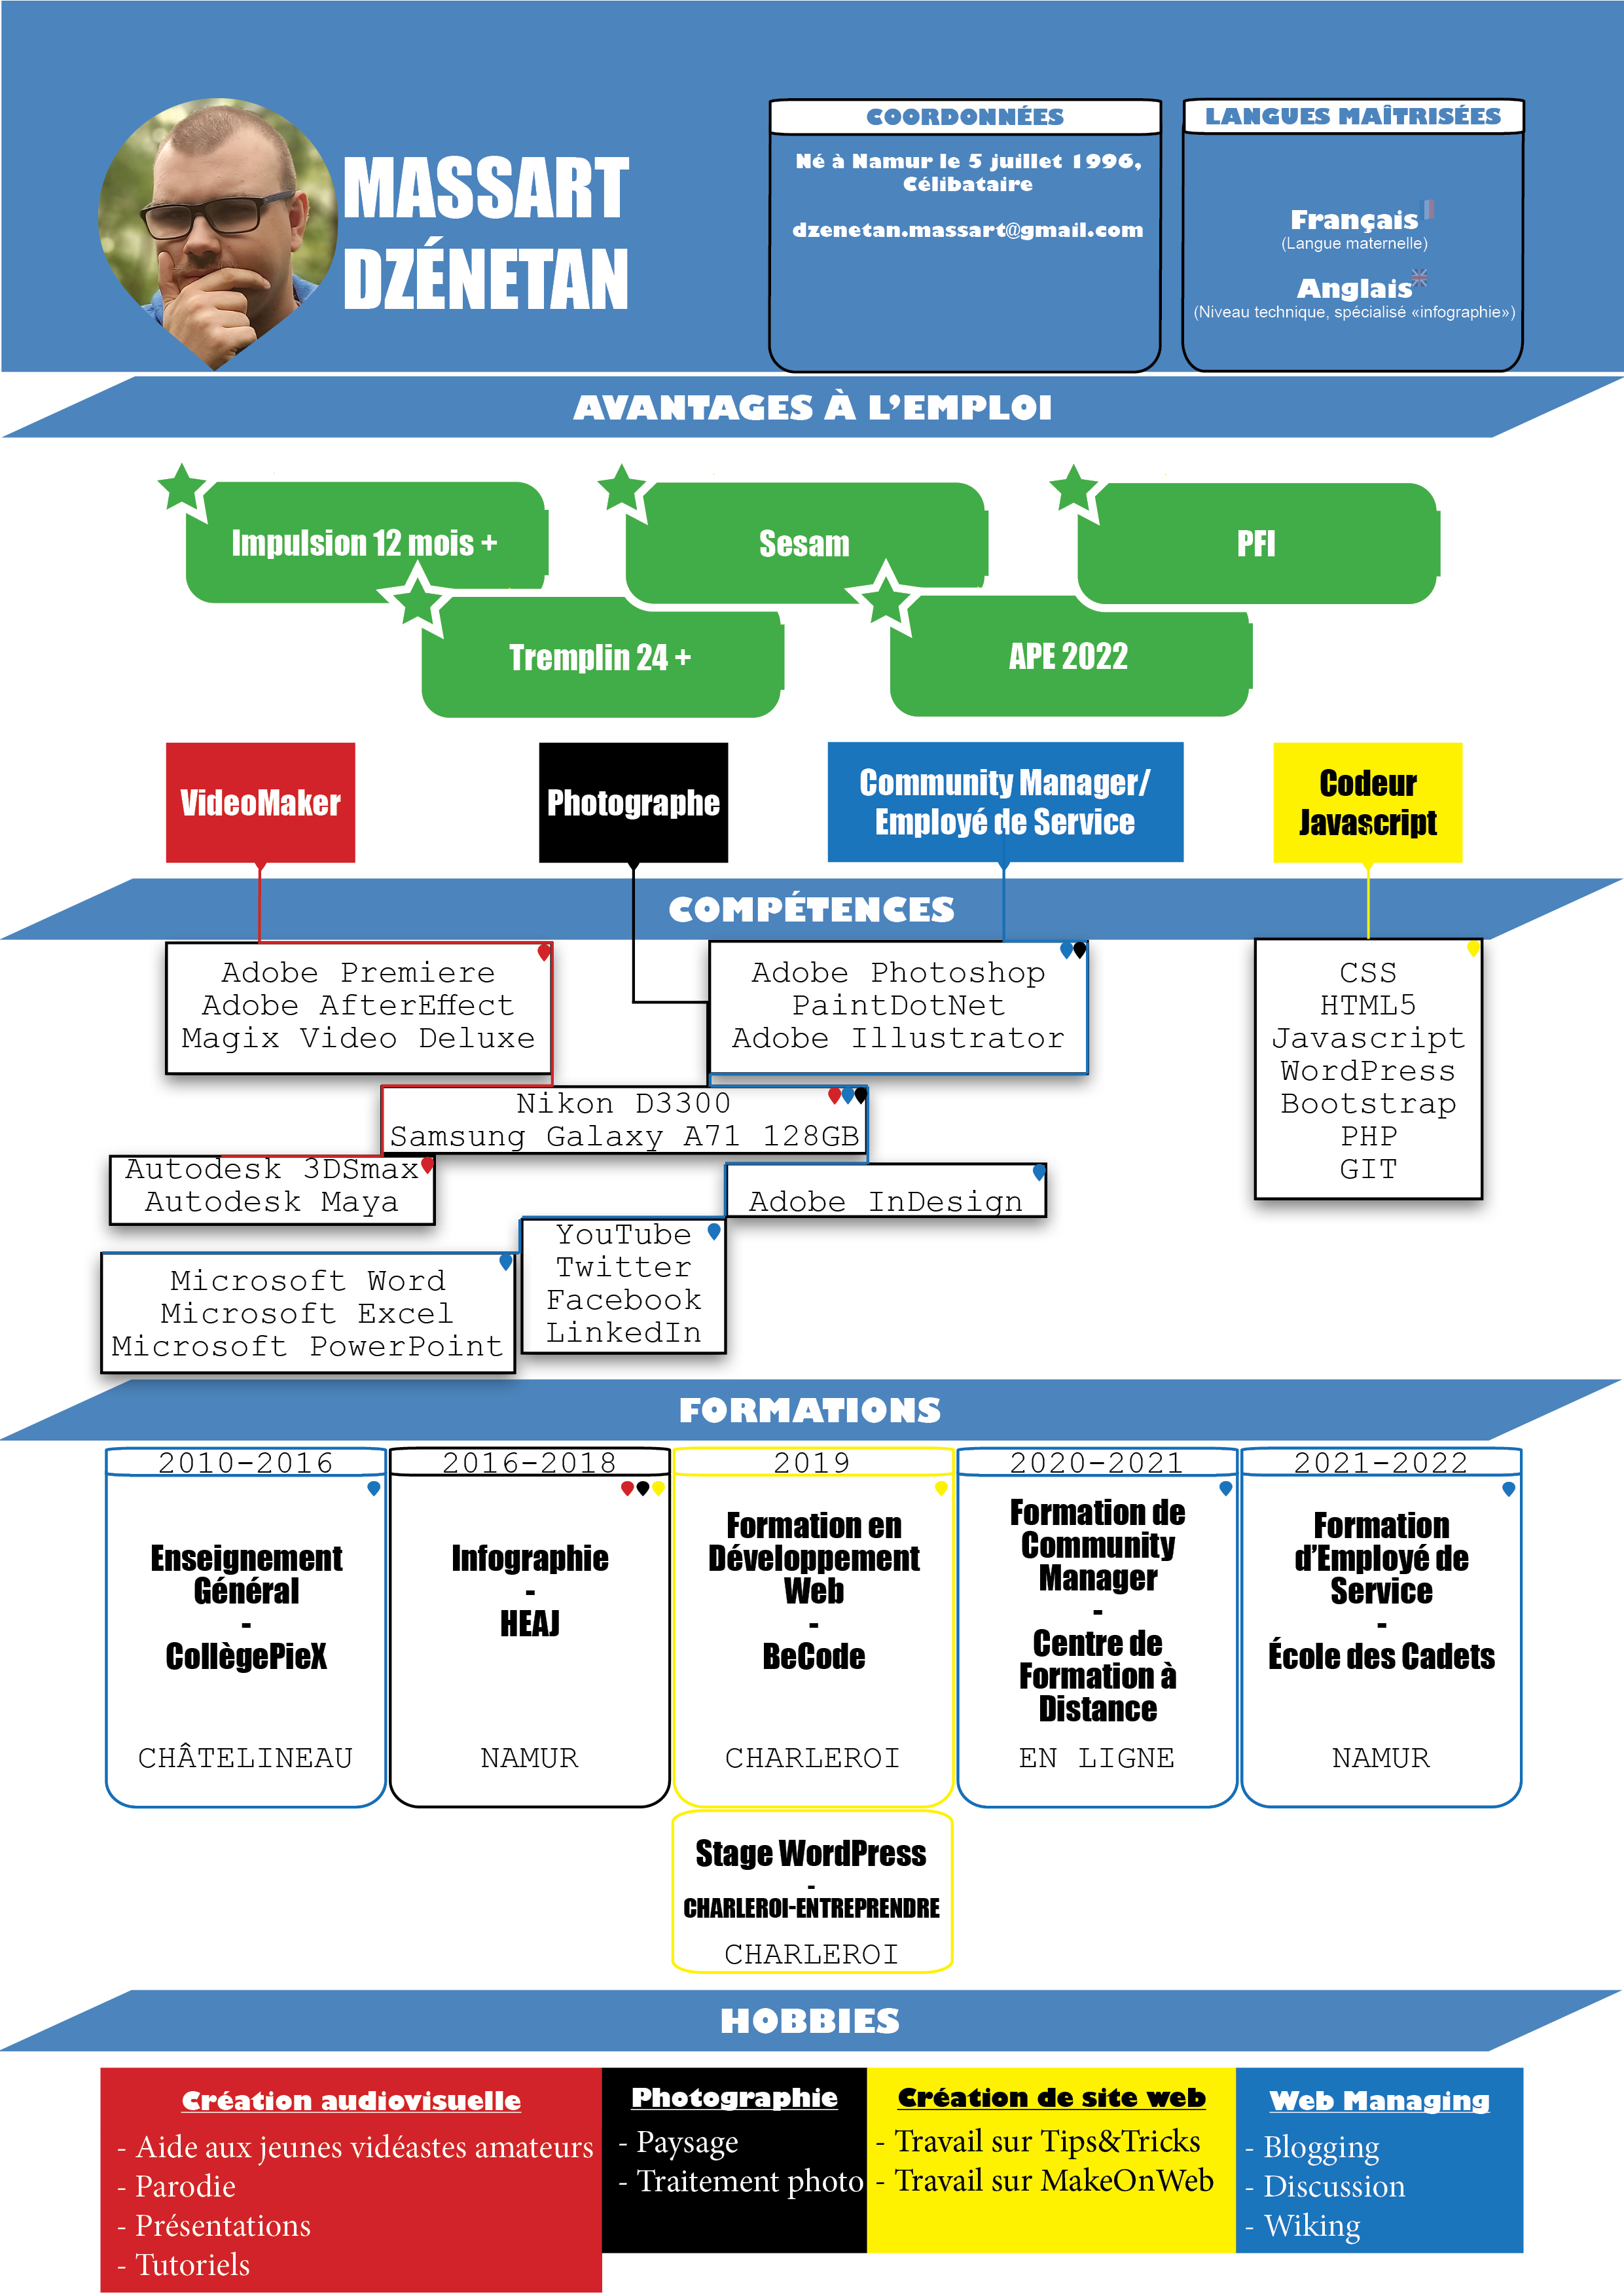 MASSART
DZÉNETAN
COORDONNÉES
Né à Namur le 5 juillet 1996,
Célibataire
dzenetan.massart@gmail.com
LANGUES MAÎTRISÉES
Français
(Langue maternelle)
Anglais
(Niveau technique, spécialisé «infographie»)
AVANTAGES À L’EMPLOI
Impulsion 12 mois +
Sesam
PFI
Tremplin 24 +
APE 2022
VideoMaker
Photographe
Community Manager/
Employé de Service
Codeur
Javascript
COMPÉTENCES
Adobe Premiere
Adobe AfterEffect
Magix Video Deluxe
Adobe Photoshop
PaintDotNet
Adobe Illustrator
CSS
HTML5
Javascript
WordPress
Bootstrap
PHP
GIT
Nikon D3300
Samsung Galaxy A71 128GB
Autodesk 3DSmax
Autodesk Maya
Adobe InDesign
YouTube
Twitter
Facebook
LinkedIn
Microsoft Word
Microsoft Excel
Microsoft PowerPoint
FORMATIONS
2010-2016
Enseignement
Général
-
CollègePieX
CHÂTELINEAU
2016-2018
Infographie
-
HEAJ
NAMUR
2019
Formation en
Développement
Web
-
BeCode
CHARLEROI
2020-2021
Formation de
Community
Manager
-
Centre de
Formation à
Distance
EN LIGNE
2021-2022
Formation
d’Employé de
Service
-
École des Cadets
NAMUR
Stage WordPress
-
CHARLEROI-ENTREPRENDRE
CHARLEROI
HOBBIES
Création audiovisuelle
- Aide aux jeunes vidéastes amateurs
- Parodie
- Présentations
- Tutoriels
Photographie
- Paysage
- Traitement photo
Création de site web
- Travail sur Tips&Tricks
- Travail sur MakeOnWeb
Web Managing
- Blogging
- Discussion
- Wiking